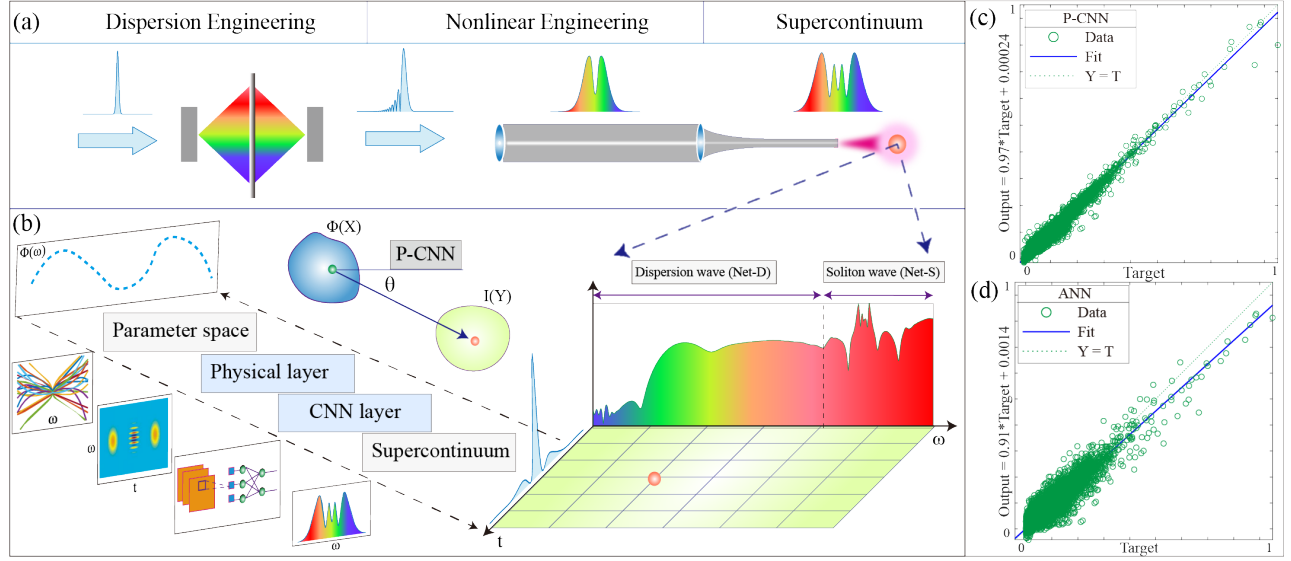 (a)
Dispersion Engineering
Nonlinear Engineering
Supercontinuum
(b)
Φ(ω)
Φ(X)
P-CNN
θ
I(Y)
Parameter space
Physical layer
CNN layer
Supercontinuum
ω
ω
t
ω
Dispersion wave (Net-D)
Soliton wave (Net-S)
ω
t
(c)
1
P-CNN
Data
Fit
Y = T
Output = 0.97*Target + 0.00024
0
0
Target
1
(d)
1
ANN
Data
Fit
Y = T
Output = 0.91*Target + 0.0014
0
0
Target
1